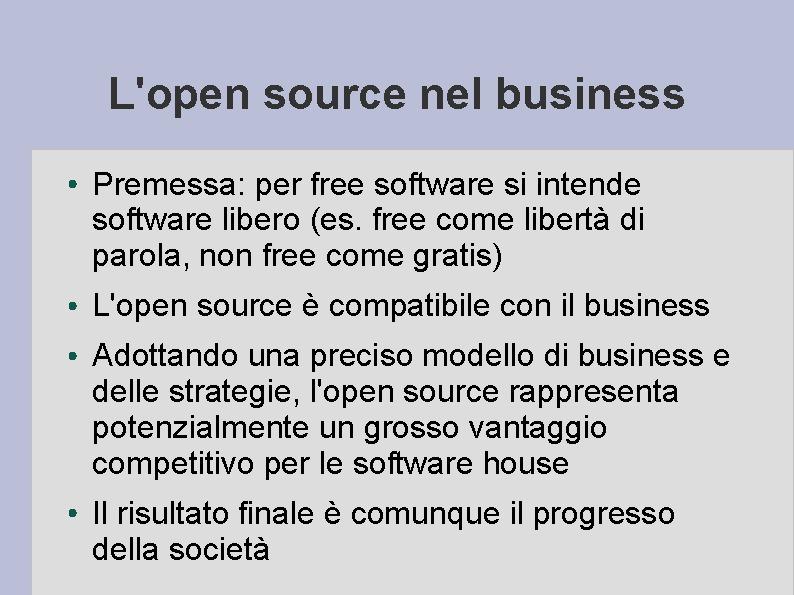 L'open source nel business
• Premessa: per free software si intende
software libero (es. free come libertà di
parola, non free come gratis)
• L'open source è compatibile con il business
• Adottando una preciso modello di business e
delle strategie, l'open source rappresenta
potenzialmente un grosso vantaggio
competitivo per le software house
• Il risultato finale è comunque il progresso
della società